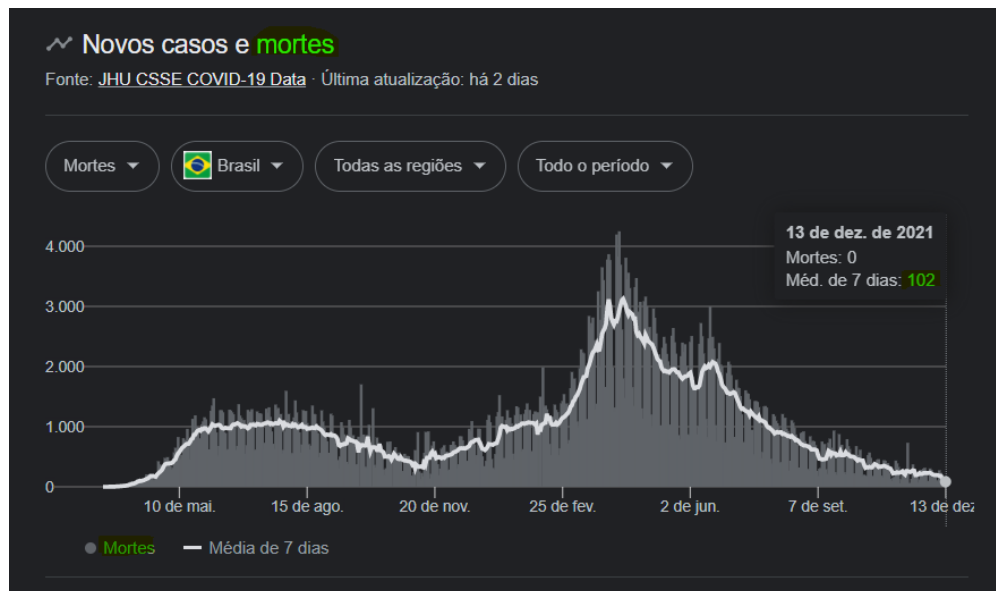 Novos casos e mortes
Fonte: JHU CSSE COVID-19 Data · Última atualização: há 2 dias
Mortes Brasil Todas as regiões Todo o período
13 de dez. de 2021
Mortes: 0
Méd. de 7 dias: 102
4.000
3.000
2.000
1.000
0
10 de mai. 15 de ago. 20 de nov. 25 de fev. 2 de jun. 7 de set. 13 de dez
Mortes Média de 7 dias